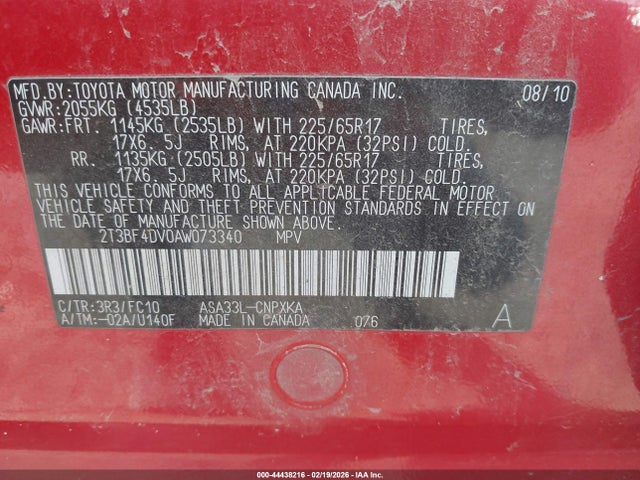 MFD. BY: TOYOTA MOTOR MANUFACTURING CANADA INC. 08/10
GVWR: 2055KG (4535LB)
GAWR: FRT. 1145KG (2535LB) WITH 225/65R17 TIRES,
17X6. 5J RIMS, AT 220KPA (32PSI) COLD.
RR. 1135KG (2505LB) WITH 225/65R17 TIRES,
17X6. 5J RIMS, AT 220KPA (32PSI) COLD.
THIS VEHICLE CONFORMS TO ALL APPLICABLE FEDERAL MOTOR
VEHICLE SAFETY AND THEFT PREVENTION STANDARDS IN EFFECT ON
THE DATE OF MANUFACTURE SHOWN ABOVE.
2T3BF4DV0AW073340 MPV
C/TR: 3R3/FC10 ASA33L-CNPXKA
A/TM: -02A/U140F MADE IN CANADA 076 A
000-44438216 - 02/19/2026 - IAA Inc.